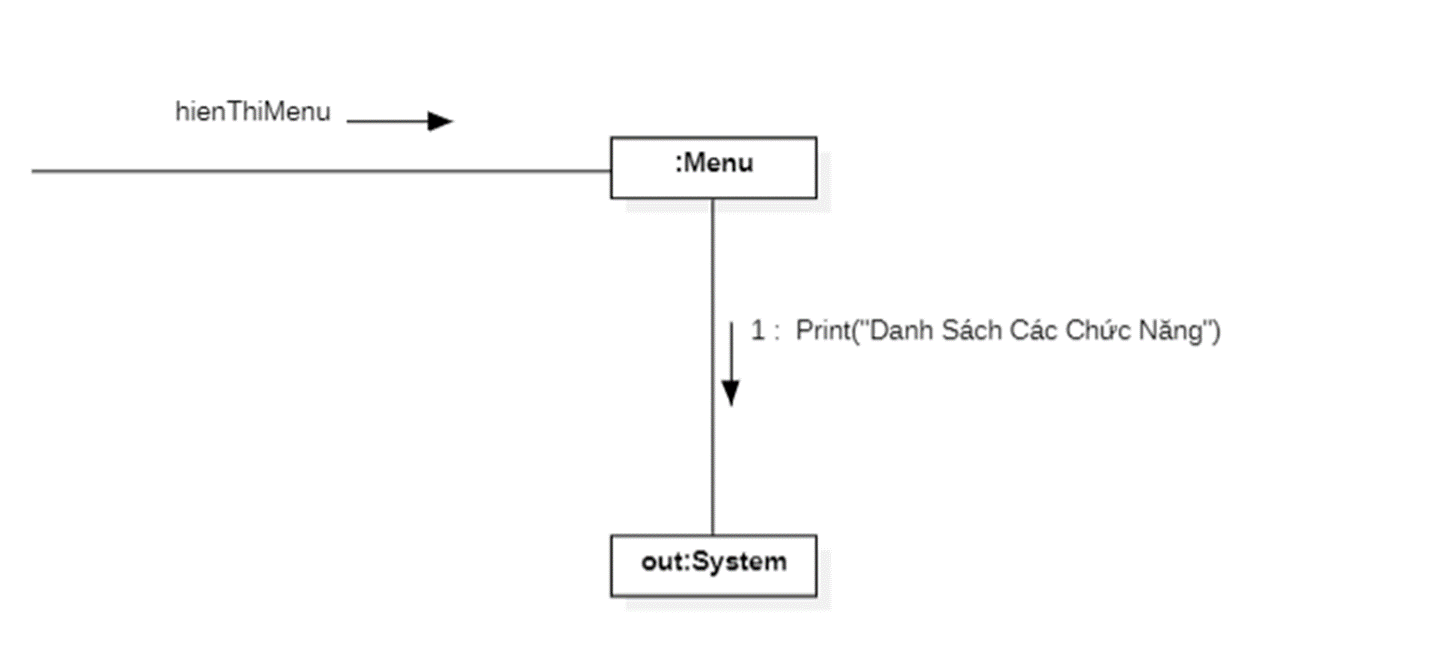 hienThiMenu
:Menu
1 : Print("Danh Sách Các Chức Năng")
out:System